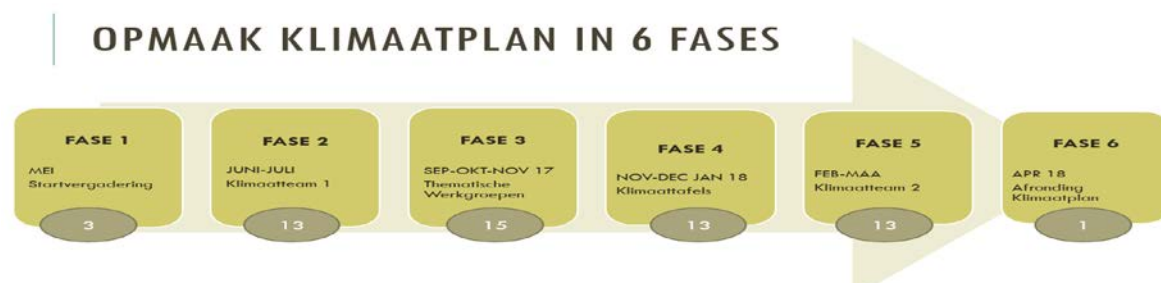 OPMAAK KLIMAATPLAN IN 6 FASES
FASE 1
MEI
Startvergadering
3
FASE 2
JUNI-JULI
Klimaatteam 1
13
FASE 3
SEP-OKT-NOV 17
Thematische
Werkgroepen
15
FASE 4
NOV-DEC JAN 18
Klimaattafels
13
FASE 5
FEB-MAA
Klimaatteam 2
13
FASE 6
APR 18
Afronding
Klimaatplan
1